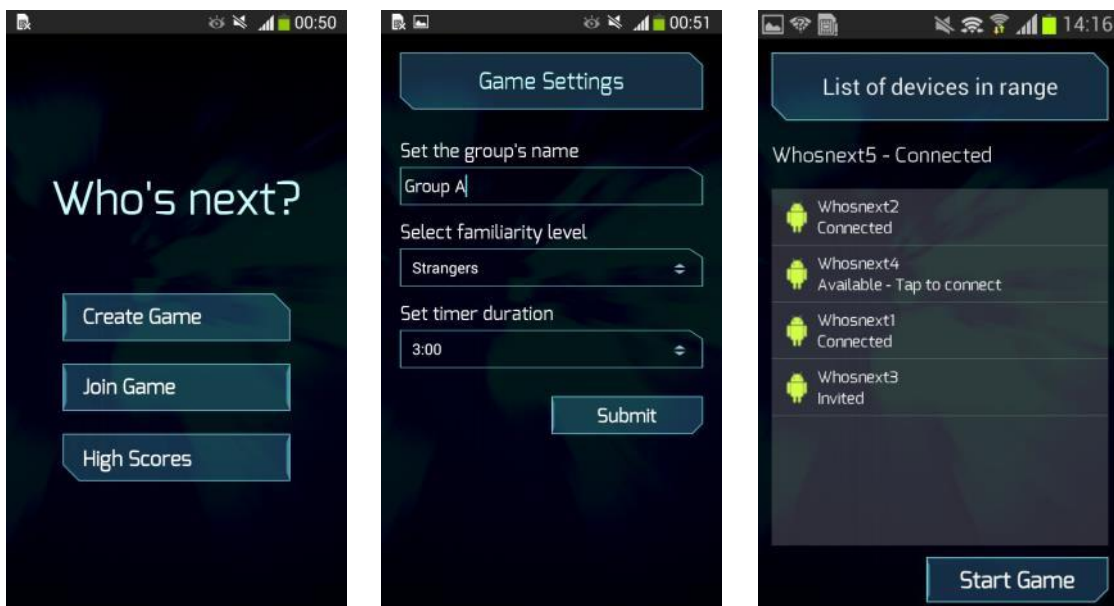 00:50
Who's next?
Create Game
Join Game
High Scores
00:51
Game Settings
Set the group's name
Group A
Select familiarity level
Strangers
Set timer duration
3:00
Submit
14:16
List of devices in range
Whosnext5 - Connected
Whosnext2
Connected
Whosnext4
Available - Tap to connect
Whosnext1
Connected
Whosnext3
Invited
Start Game